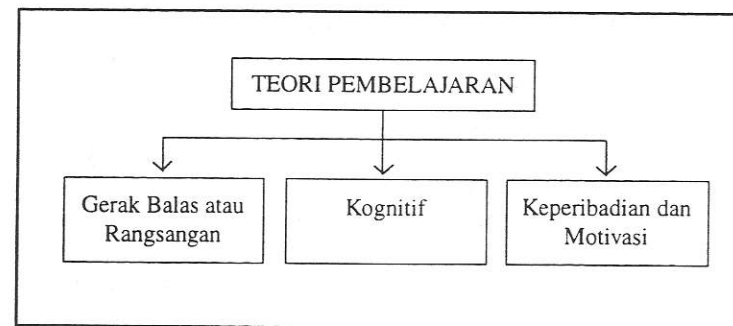 TEORI PEMBELAJARAN
Gerak Balas atau
Rangsangan
Kognitif
Keperibadian dan
Motivasi